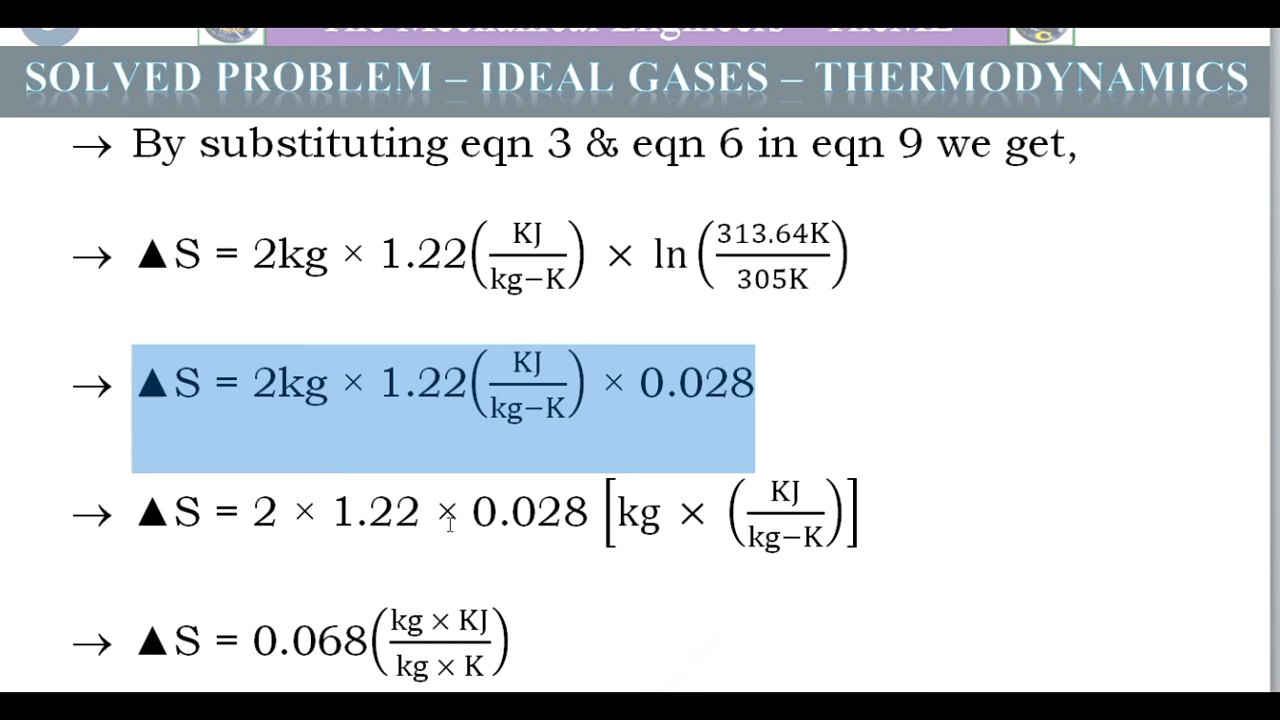 SOLVED PROBLEM – IDEAL GASES – THERMODYNAMICS
→ By substituting eqn 3 & eqn 6 in eqn 9 we get,
→ ▲S = 2kg × 1.22(KJ/kg−K) × ln(313.64K/305K)
→ ▲S = 2kg × 1.22(KJ/kg−K) × 0.028
→ ▲S = 2 × 1.22 × 0.028 [kg × (KJ/kg−K)]
→ ▲S = 0.068(kg × KJ/kg × K)